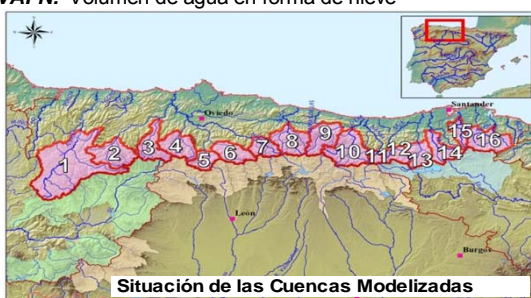 VAFN: Volumen de agua en forma de nieve
Santander
Oviedo
1
2
3
4
5
6
7
8
9
10
11
12
13
14
15
16
León
Burgos
Situación de las Cuencas Modelizadas